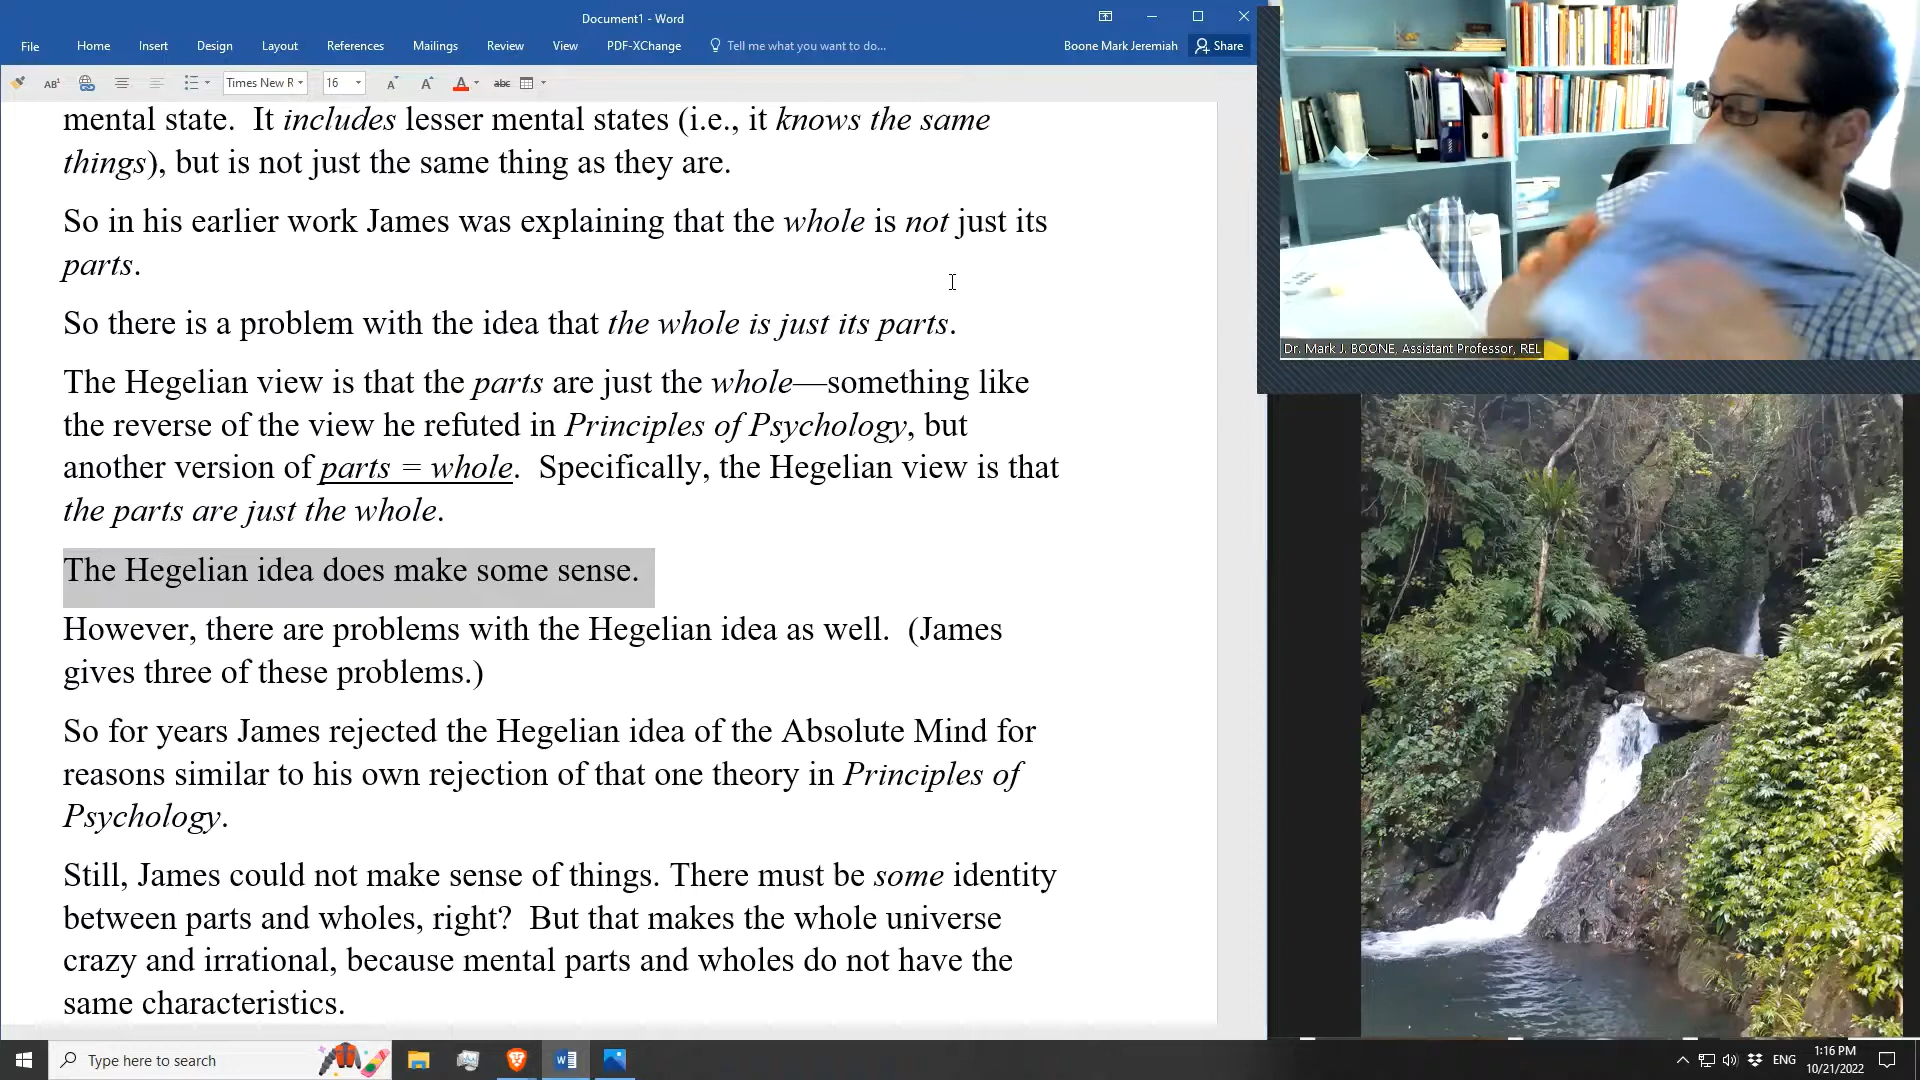 Document1 - Word
File
Home
Insert
Design
Layout
References
Mailings
Review
View
PDF-XChange
Tell me what you want to do...
Boone Mark Jeremiah
Share
Times New R
16
mental state.  It includes lesser mental states (i.e., it knows the same
things), but is not just the same thing as they are.
So in his earlier work James was explaining that the whole is not just its
parts.
So there is a problem with the idea that the whole is just its parts.
The Hegelian view is that the parts are just the whole—something like
the reverse of the view he refuted in Principles of Psychology, but
another version of parts = whole.  Specifically, the Hegelian view is that
the parts are just the whole.
The Hegelian idea does make some sense.
However, there are problems with the Hegelian idea as well.  (James
gives three of these problems.)
So for years James rejected the Hegelian idea of the Absolute Mind for
reasons similar to his own rejection of that one theory in Principles of
Psychology.
Still, James could not make sense of things. There must be some identity
between parts and wholes, right?  But that makes the whole universe
crazy and irrational, because mental parts and wholes do not have the
same characteristics.
Dr. Mark J. BOONE, Assistant Professor, REL
Type here to search
ENG
1:16 PM
10/21/2022